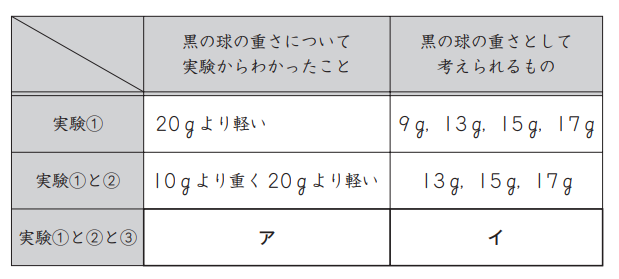 黒の球の重さについて
実験からわかったこと
黒の球の重さとして
考えられるもの
実験①
20gより軽い
9g, 13g, 15g, 17g
実験①と②
10gより重く20gより軽い
13g, 15g, 17g
実験①と②と③
ア
イ